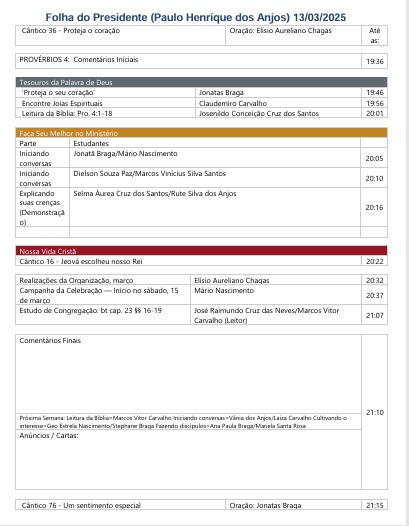 Folha do Presidente (Paulo Henrique dos Anjos) 13/03/2025
Cântico 36 - Proteja o coração Oração: Elísio Aureliano Chagas Até as:
PROVÉRBIOS 4: Comentários Iniciais 19:36
Tesouros da Palavra de Deus
'Proteja o seu coração' Jonatas Braga 19:46
Encontre Joias Espirituais Claudemiro Carvalho 19:56
Leitura da Bíblia: Pro. 4:1-18 Josenildo Conceição Cruz dos Santos 20:01
Faça Seu Melhor no Ministério
Parte Estudantes
Iniciando conversas Jonatã Braga/Mário Nascimento 20:05
Iniciando conversas Dielson Souza Paz/Marcos Vinícius Silva Santos 20:10
Explicando suas crenças (Demonstração) Selma Áurea Cruz dos Santos/Rute Silva dos Anjos 20:16
Nossa Vida Cristã
Cântico 16 - Jeová escolheu nosso Rei 20:22
Realizações da Organização, março Elísio Aureliano Chagas 20:32
Campanha da Celebração — Início no sábado, 15 de março Mário Nascimento 20:37
Estudo de Congregação: bt cap. 23 §§ 16-19 José Raimundo Cruz das Neves/Marcos Vitor Carvalho (Leitor) 21:07
Comentários Finais
21:10
Próxima Semana: Leitura da Bíblia=Marcos Vitor Carvalho Iniciando conversas=Vânia dos Anjos/Laíza Carvalho Cultivando o
interesse=Geo Estrela Nascimento/Stephane Braga Fazendo discípulos=Ana Paula Braga/Mariela Santa Rosa
Anúncios / Cartas:
Cântico 76 - Um sentimento especial Oração: Jonatas Braga 21:15